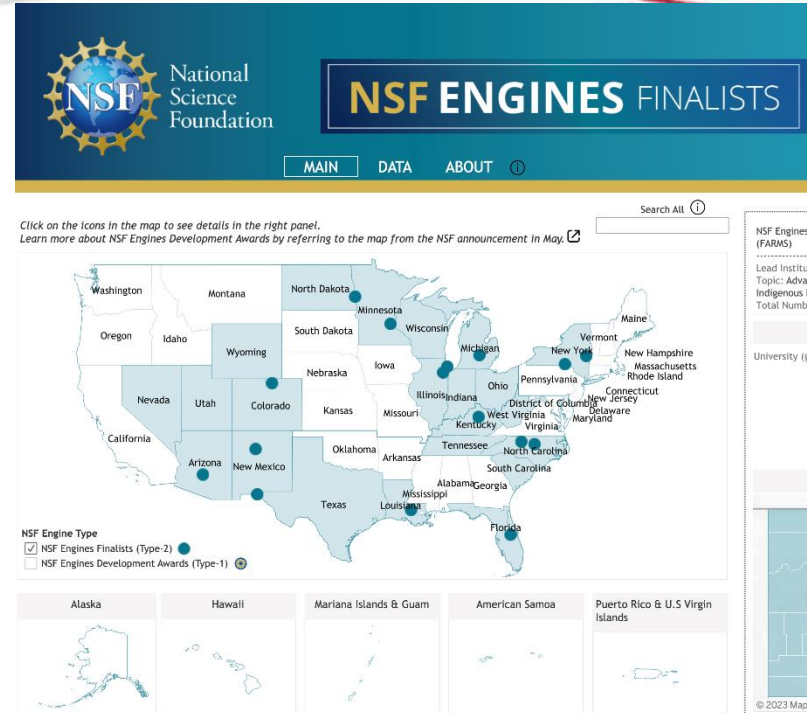 NSF
National
Science
Foundation
NSF ENGINES FINALISTS
MAIN DATA ABOUT
Search All
Click on the icons in the map to see details in the right panel.
Learn more about NSF Engines Development Awards by referring to the map from the NSF announcement in May.
Washington
Montana
North Dakota
Minnesota
Maine
Oregon
Idaho
South Dakota
Wisconsin
Vermont
Wyoming
Michigan
New York
New Hampshire
Massachusetts
Rhode Island
Nebraska
Iowa
Pennsylvania
Connecticut
New Jersey
Nevada
Utah
Colorado
Kansas
Missouri
Illinois
Indiana
Ohio
District of Columbia
Delaware
Maryland
West Virginia
Virginia
Kentucky
California
Arizona
New Mexico
Oklahoma
Arkansas
Tennessee
North Carolina
South Carolina
Texas
Louisiana
Mississippi
Alabama
Georgia
Florida
NSF Engine Type
NSF Engines Finalists (Type-2)
NSF Engines Development Awards (Type-1)
Alaska
Hawaii
Mariana Islands & Guam
American Samoa
Puerto Rico & U.S Virgin
Islands
NSF Engines
(FARMS)
Lead Institu
Topic: Adva
Indigenous
Total Numb
University (g
© 2023 Map